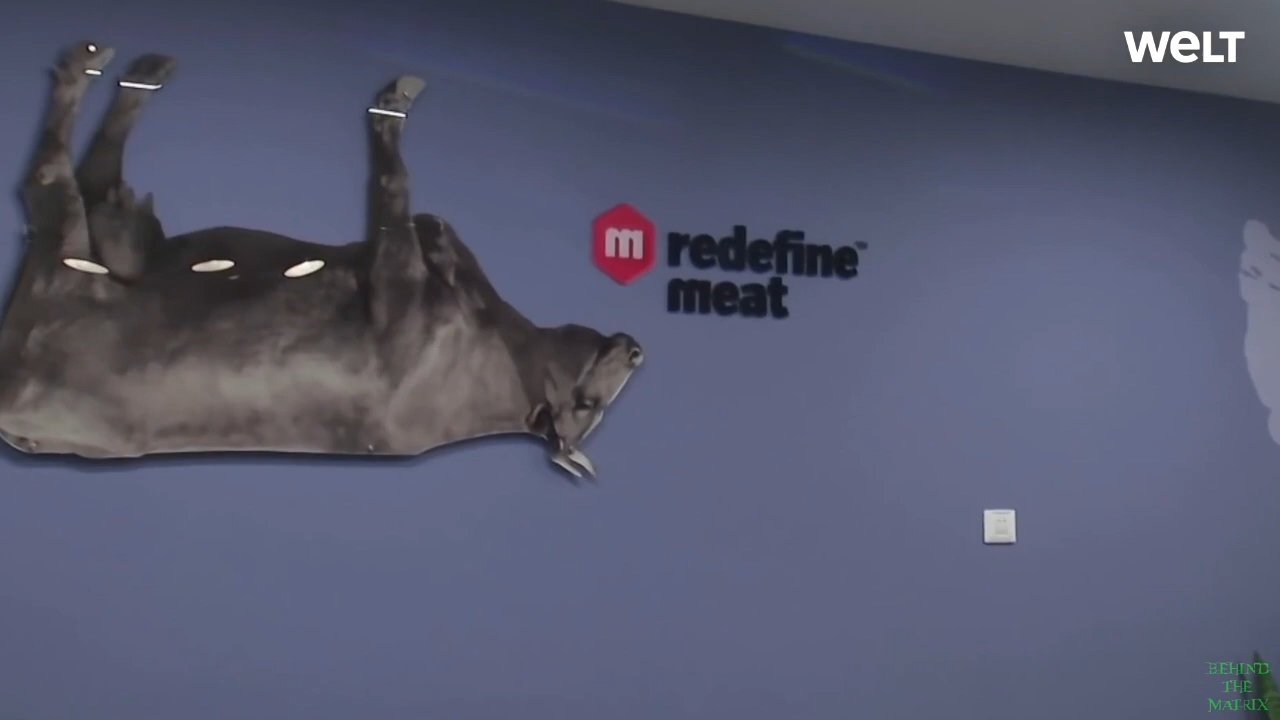 WELT
m
redefine™
meat
BEHIND
THE
MATRIX